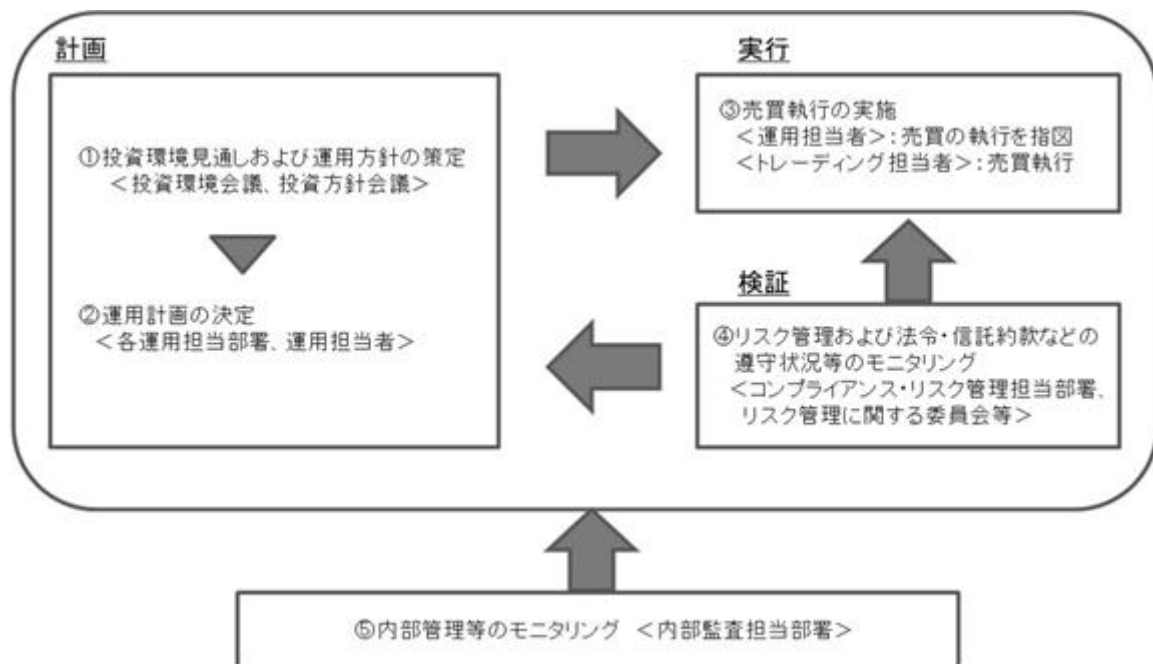 計画
①投資環境見通しおよび運用方針の策定
＜投資環境会議、投資方針会議＞
②運用計画の決定
＜各運用担当部署、運用担当者＞
実行
③売買執行の実施
＜運用担当者＞：売買の執行を指図
＜トレーディング担当者＞：売買執行
検証
④リスク管理および法令・信託約款などの
遵守状況等のモニタリング
＜コンプライアンス・リスク管理担当部署、
リスク管理に関する委員会等＞
⑤内部管理等のモニタリング ＜内部監査担当部署＞